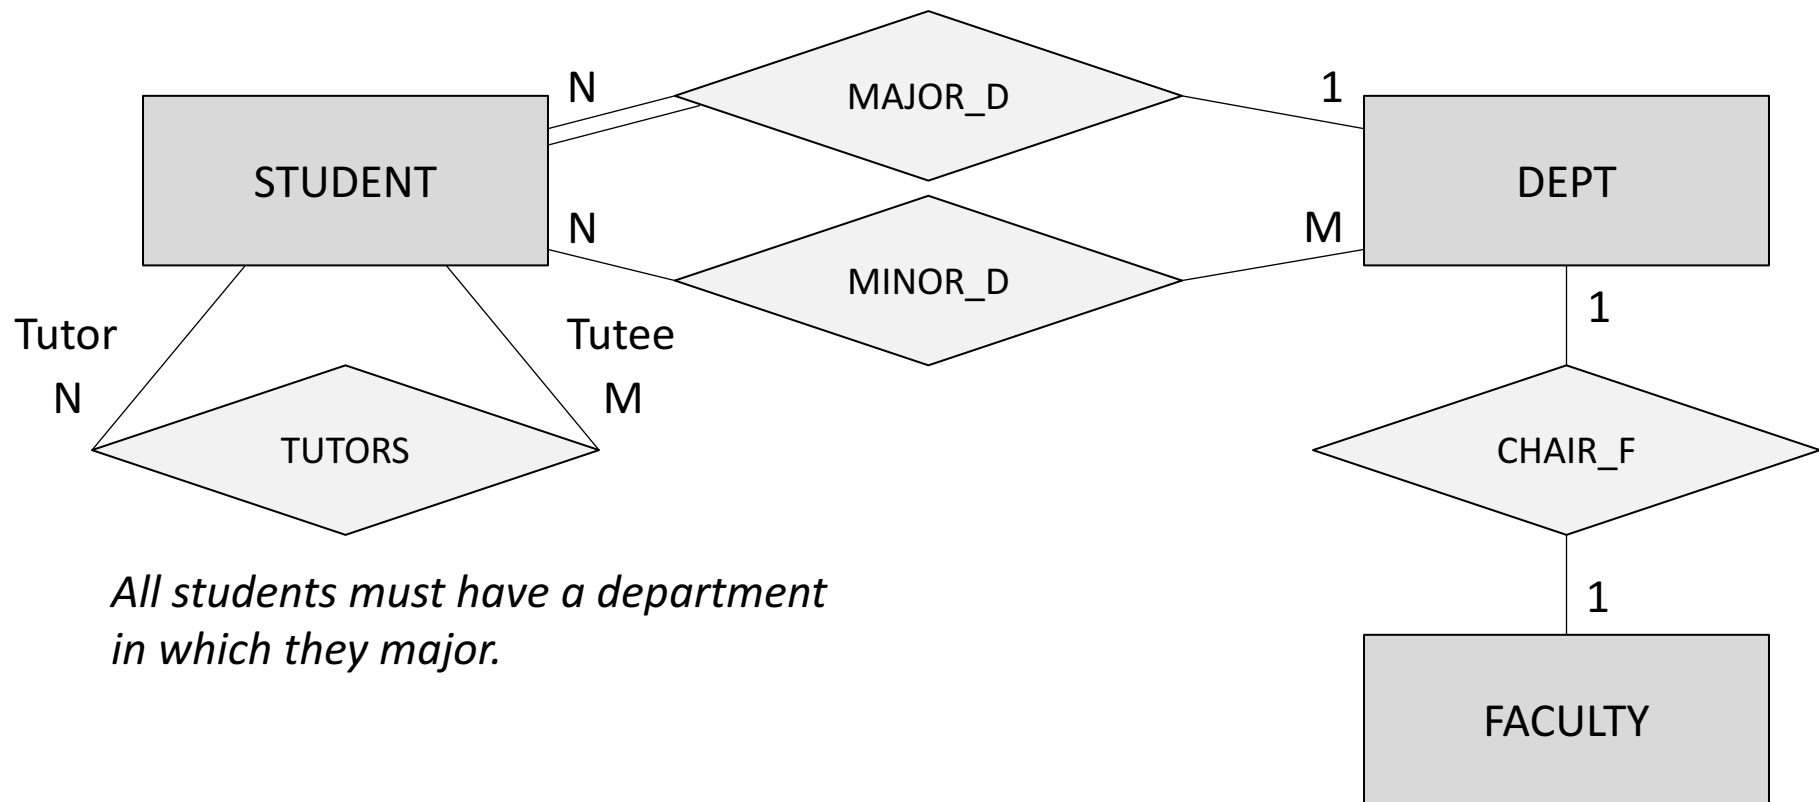 N
MAJOR_D
1
STUDENT
DEPT
N
MINOR_D
M
Tutor
N
Tutee
M
TUTORS
1
CHAIR_F
1
FACULTY
All students must have a department
in which they major.